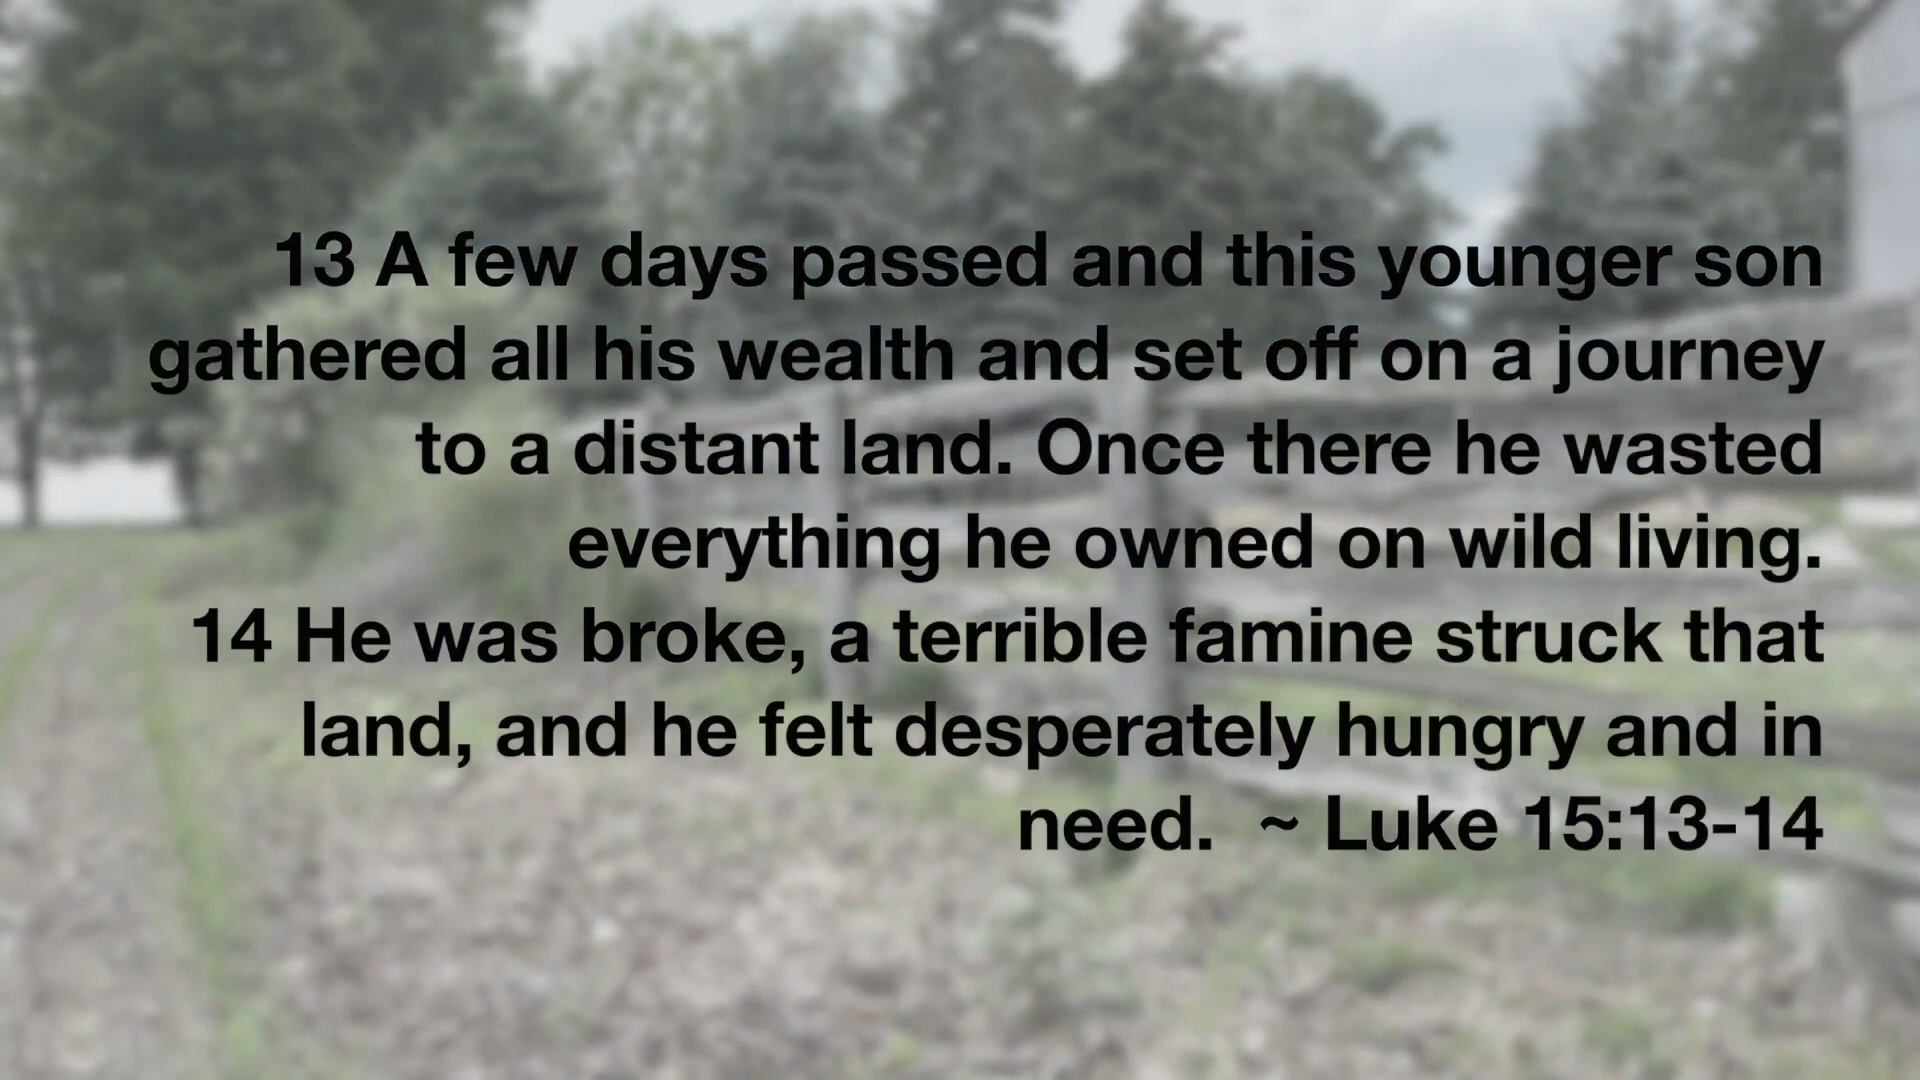 13 A few days passed and this younger son
gathered all his wealth and set off on a journey
to a distant land. Once there he wasted
everything he owned on wild living.
14 He was broke, a terrible famine struck that
land, and he felt desperately hungry and in
need.  ~ Luke 15:13-14